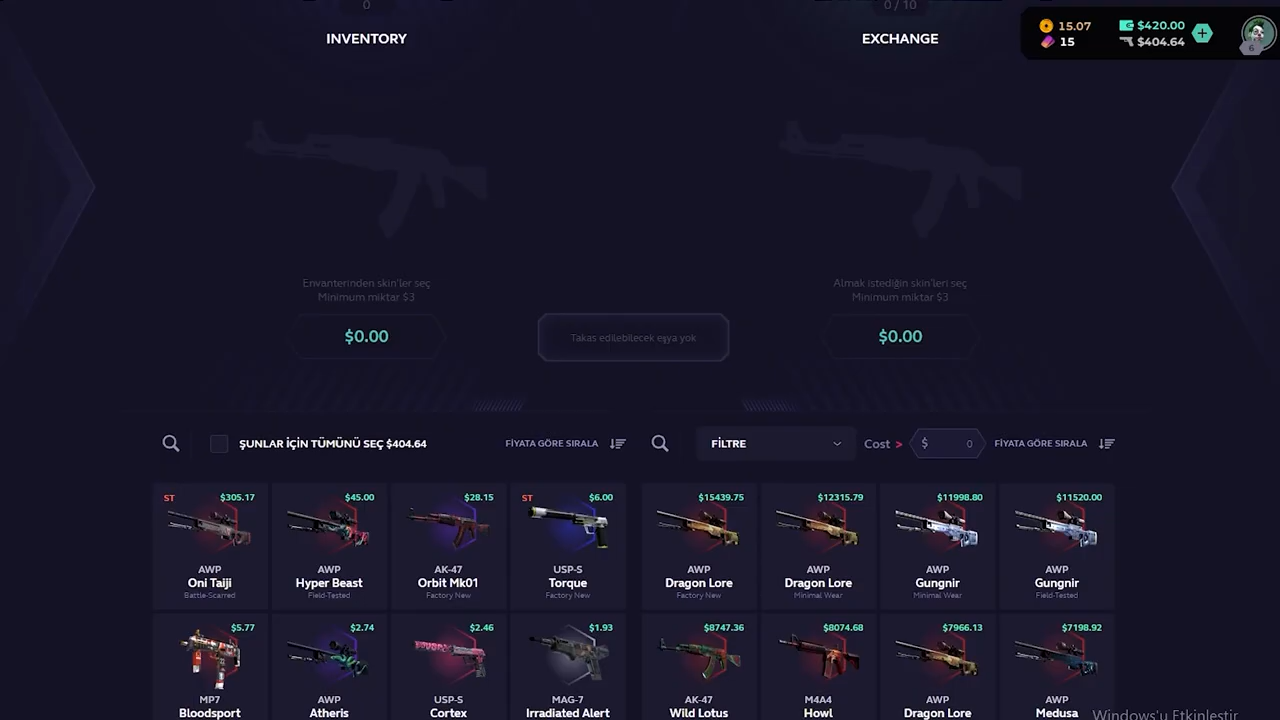 0
INVENTORY
0 / 10
EXCHANGE
15.07
15
$420.00
$404.64
6
Envanterinden skin'ler seç
Minimum miktar $3
$0.00
Takas edilebilecek eşya yok
Almak istediğin skin'leri seç
Minimum miktar $3
$0.00
ŞUNLAR İÇİN TÜMÜNÜ SEÇ $404.64
FİYATA GÖRE SIRALA
FİLTRE
Cost >
$ 0
FİYATA GÖRE SIRALA
ST $305.17
AWP
Oni Taiji
Battle-Scarred
$45.00
AWP
Hyper Beast
Field-Tested
$28.15
AK-47
Orbit Mk01
Factory New
ST $6.00
USP-S
Torque
Factory New
$15439.75
AWP
Dragon Lore
Factory New
$12315.79
AWP
Dragon Lore
Minimal Wear
$11998.80
AWP
Gungnir
Minimal Wear
$11520.00
AWP
Gungnir
Field-Tested
$5.77
MP7
Bloodsport
$2.74
AWP
Atheris
$2.46
USP-S
Cortex
$1.93
MAG-7
Irradiated Alert
$8747.36
AK-47
Wild Lotus
$8074.68
M4A4
Howl
$7966.13
AWP
Dragon Lore
$7198.92
AWP
Medusa
Windows'u Etkinleştir